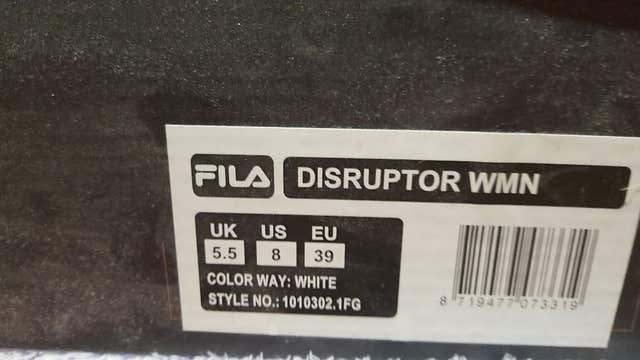 FILA DISRUPTOR WMN
UK US EU
5.5 8 39
COLOR WAY: WHITE
STYLE NO.: 1010302.1FG
8 719477 073319